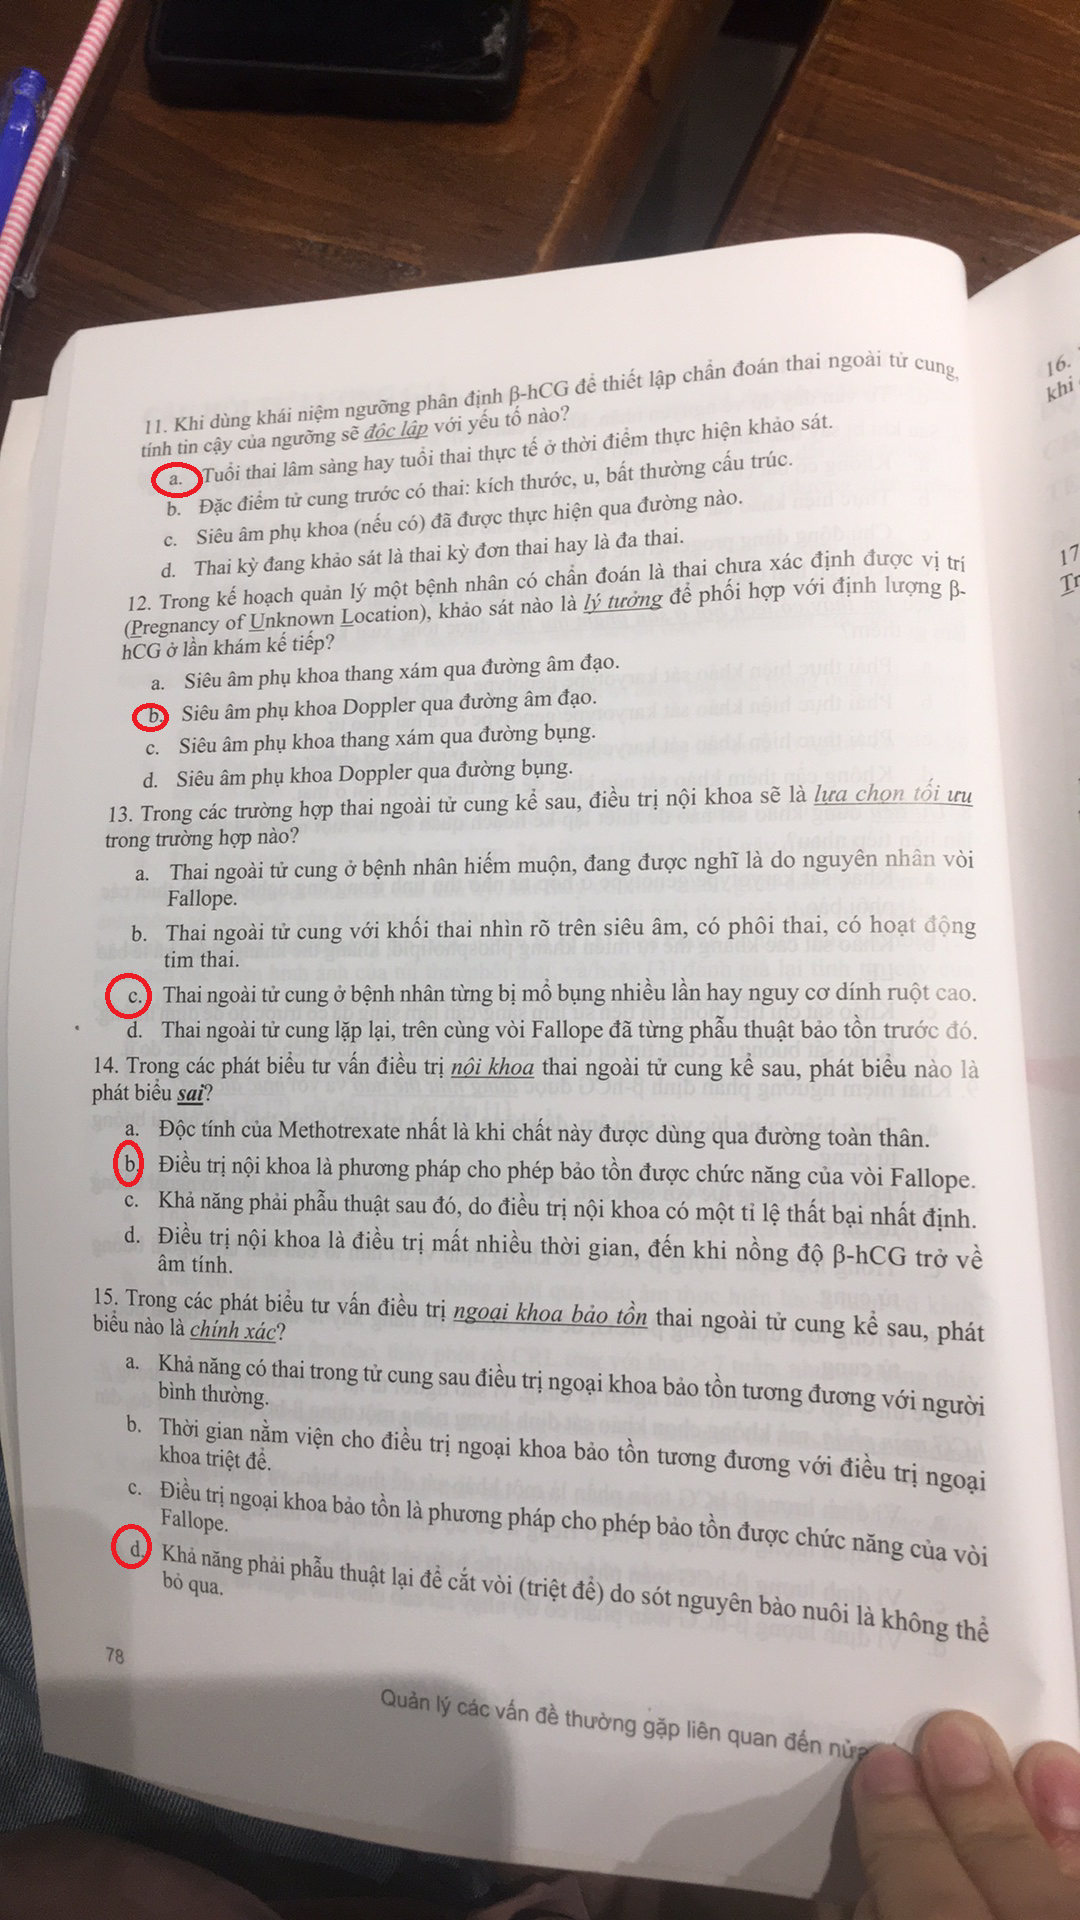 11. Khi dùng khái niệm ngưỡng phân định β-hCG để thiết lập chẩn đoán thai ngoài tử cung,
tính tin cậy của ngưỡng sẽ độc lập với yếu tố nào?
a. Tuổi thai lâm sàng hay tuổi thai thực tế ở thời điểm thực hiện khảo sát.
b. Đặc điểm tử cung trước có thai: kích thước, u, bất thường cấu trúc.
c. Siêu âm phụ khoa (nếu có) đã được thực hiện qua đường nào.
d. Thai kỳ đang khảo sát là thai kỳ đơn thai hay là đa thai.
12. Trong kế hoạch quản lý một bệnh nhân có chẩn đoán là thai chưa xác định được vị trí
(Pregnancy of Unknown Location), khảo sát nào là lý tưởng để phối hợp với định lượng β-
hCG ở lần khám kế tiếp?
a. Siêu âm phụ khoa thang xám qua đường âm đạo.
b. Siêu âm phụ khoa Doppler qua đường âm đạo.
c. Siêu âm phụ khoa thang xám qua đường bụng.
d. Siêu âm phụ khoa Doppler qua đường bụng.
13. Trong các trường hợp thai ngoài tử cung kể sau, điều trị nội khoa sẽ là lựa chọn tối ưu
trong trường hợp nào?
a. Thai ngoài tử cung ở bệnh nhân hiếm muộn, đang được nghĩ là do nguyên nhân vòi
Fallope.
b. Thai ngoài tử cung với khối thai nhìn rõ trên siêu âm, có phôi thai, có hoạt động
tim thai.
c. Thai ngoài tử cung ở bệnh nhân từng bị mổ bụng nhiều lần hay nguy cơ dính ruột cao.
d. Thai ngoài tử cung lặp lại, trên cùng vòi Fallope đã từng phẫu thuật bảo tồn trước đó.
14. Trong các phát biểu tư vấn điều trị nội khoa thai ngoài tử cung kể sau, phát biểu nào là
phát biểu sai?
a. Độc tính của Methotrexate nhất là khi chất này được dùng qua đường toàn thân.
b. Điều trị nội khoa là phương pháp cho phép bảo tồn được chức năng của vòi Fallope.
c. Khả năng phải phẫu thuật sau đó, do điều trị nội khoa có một tỉ lệ thất bại nhất định.
d. Điều trị nội khoa là điều trị mất nhiều thời gian, đến khi nồng độ β-hCG trở về
âm tính.
15. Trong các phát biểu tư vấn điều trị ngoại khoa bảo tồn thai ngoài tử cung kể sau, phát
biểu nào là chính xác?
a. Khả năng có thai trong tử cung sau điều trị ngoại khoa bảo tồn tương đương với người
bình thường.
b. Thời gian nằm viện cho điều trị ngoại khoa bảo tồn tương đương với điều trị ngoại
khoa triệt để.
c. Điều trị ngoại khoa bảo tồn là phương pháp cho phép bảo tồn được chức năng của vòi
Fallope.
d. Khả năng phải phẫu thuật lại để cắt vòi (triệt để) do sót nguyên bào nuôi là không thể
bỏ qua.
78
Quản lý các vấn đề thường gặp liên quan đến nửa
16.
khi
17